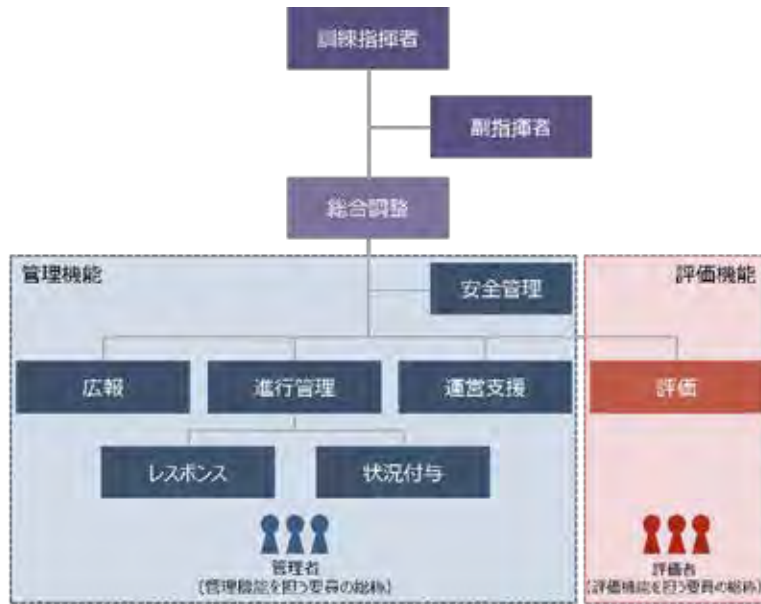 訓練指揮者
副指揮者
総合調整
管理機能
評価機能
安全管理
広報
進行管理
運営支援
評価
レスポンス
状況付与
管理者
(管理機能を担う要員の総称)
評価者
(評価機能を担う要員の総称)